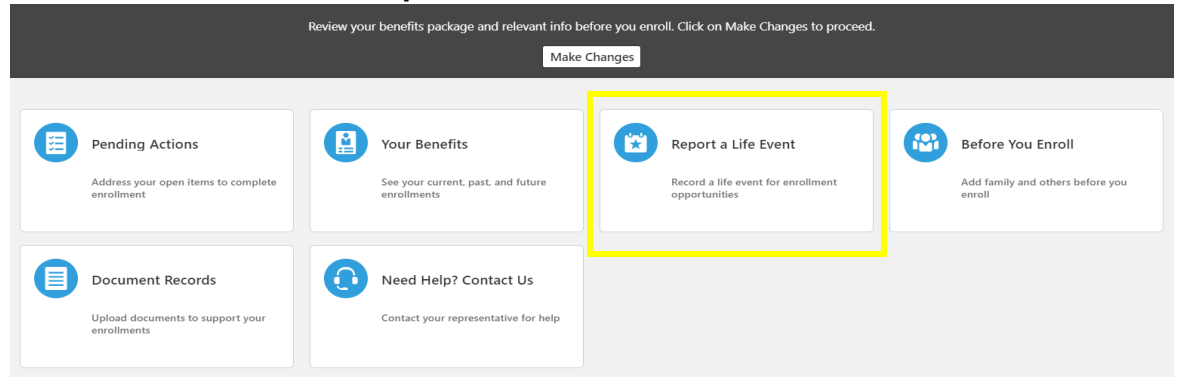 Review your benefits package and relevant info before you enroll. Click on Make Changes to proceed.
Make Changes
Pending Actions
Address your open items to complete
enrollment
Your Benefits
See your current, past, and future
enrollments
Report a Life Event
Record a life event for enrollment
opportunities
Before You Enroll
Add family and others before you
enroll
Document Records
Upload documents to support your
enrollments
Need Help? Contact Us
Contact your representative for help